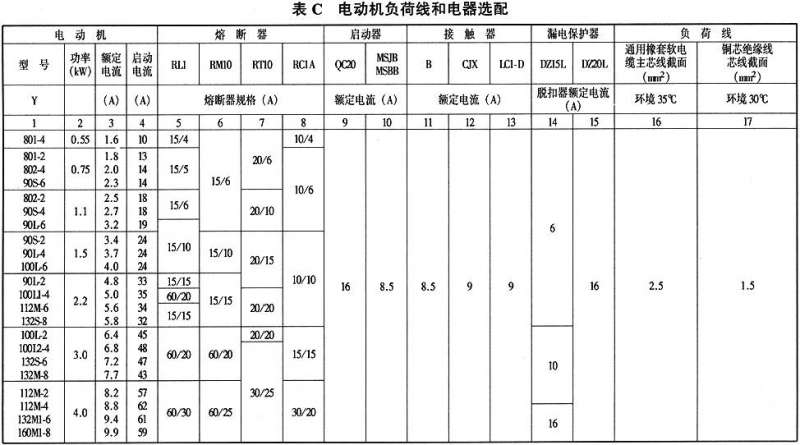 表 C 电动机负荷线和电器选配
电动机 熔断器 启动器 接触器 漏电保护器 负荷线
型号 功率(kW) 额定电流 启动电流 RL1 RM10 RT10 RC1A QC20 MSJB MSBB B CJX LC1-D DZ15L DZ20L 通用橡套软电缆主芯线截面(mm²) 铜芯绝缘线芯线截面(mm²)
Y (A) (A) 熔断器规格（A） 额定电流（A） 额定电流（A） 脱扣器额定电流(A) 环境35℃ 环境30℃
1 2 3 4 5 6 7 8 9 10 11 12 13 14 15 16 17
801-4 0.55 1.6 10 15/4 15/6 20/6 10/4 16 8.5 8.5 9 9 6 16 2.5 1.5
801-2 0.75 1.8 13 15/5 10/6
802-4 2.0 14
90S-6 2.3 14
802-2 1.1 2.5 18 15/6 20/10
90S-4 2.7 18
90L-6 3.2 19 15/10
90S-2 1.5 3.4 24 15/10 20/15 10/10
90L-4 3.7 24
100L-6 4.0 24
90L-2 2.2 4.8 33 15/15 15/15
100L1-4 5.0 35 60/20 20/20
112M-6 5.6 34 15/15
132S-8 5.8 32
100L-2 3.0 6.4 45 60/20 60/20 20/20 15/15 10
100L2-4 6.8 48 30/25
132S-6 7.2 47
132M-8 7.7 43
112M-2 4.0 8.2 57 60/30 60/25 30/20
112M-4 8.8 62 16
132M1-6 9.4 61
160M1-8 9.9 59